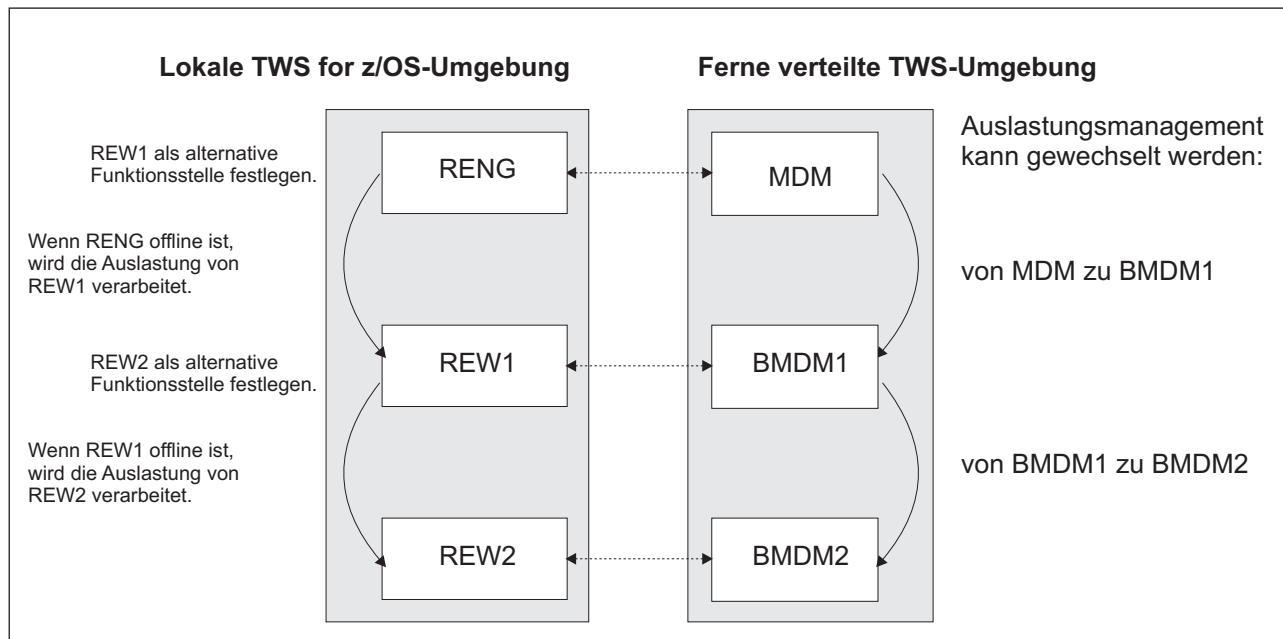 Lokale TWS for z/OS-Umgebung
Ferne verteilte TWS-Umgebung
REW1 als alternative
Funktionsstelle festlegen.
RENG
MDM
Auslastungsmanagement
kann gewechselt werden:
Wenn RENG offline ist,
wird die Auslastung von
REW1 verarbeitet.
von MDM zu BMDM1
REW2 als alternative
Funktionsstelle festlegen.
REW1
BMDM1
Wenn REW1 offline ist,
wird die Auslastung von
REW2 verarbeitet.
von BMDM1 zu BMDM2
REW2
BMDM2